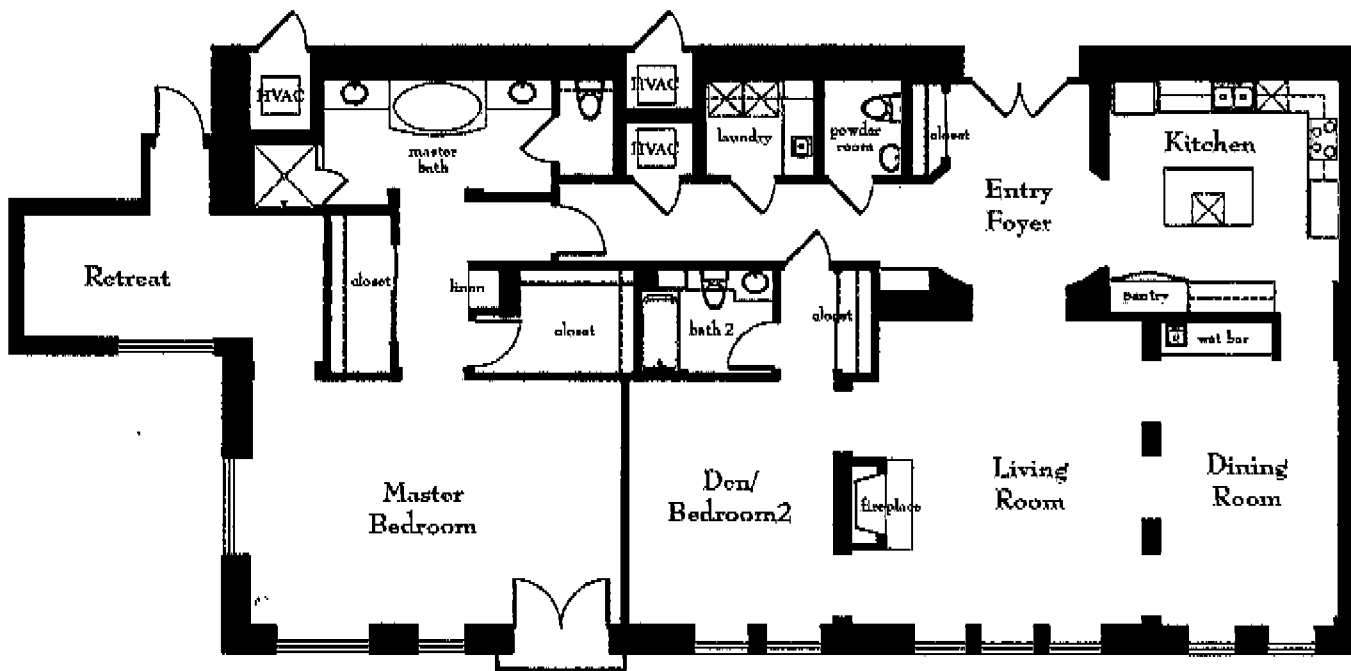 HVAC
HVAC
HVAC
master
bath
laundry
powder
room
closet
Kitchen
Entry
Foyer
Retreat
closet
linen
closet
bath 2
closet
pantry
wet bar
Master
Bedroom
Den/
Bedroom2
fireplace
Living
Room
Dining
Room